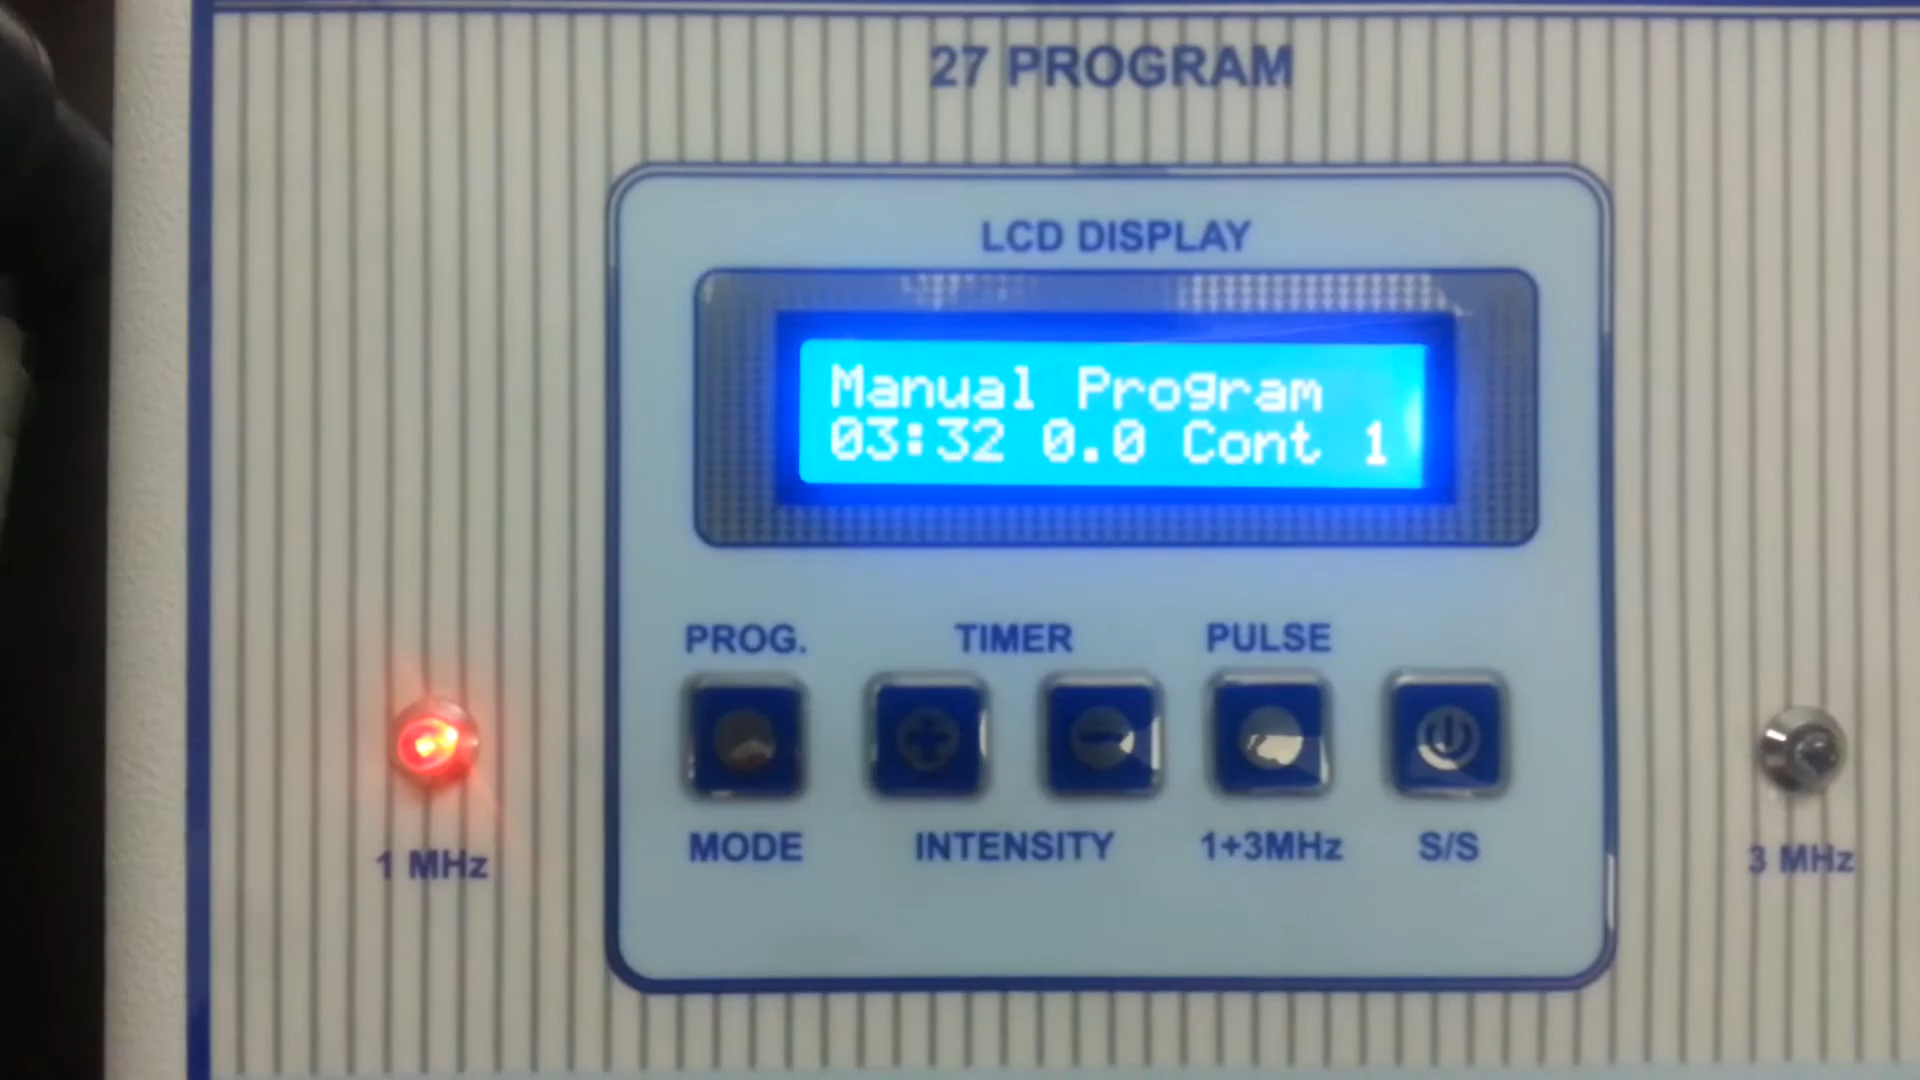 27 PROGRAM
LCD DISPLAY
Manual Program
03:32 0.0 Cont 1
PROG. TIMER PULSE
MODE INTENSITY 1+3MHz S/S
1 MHz
3 MHz